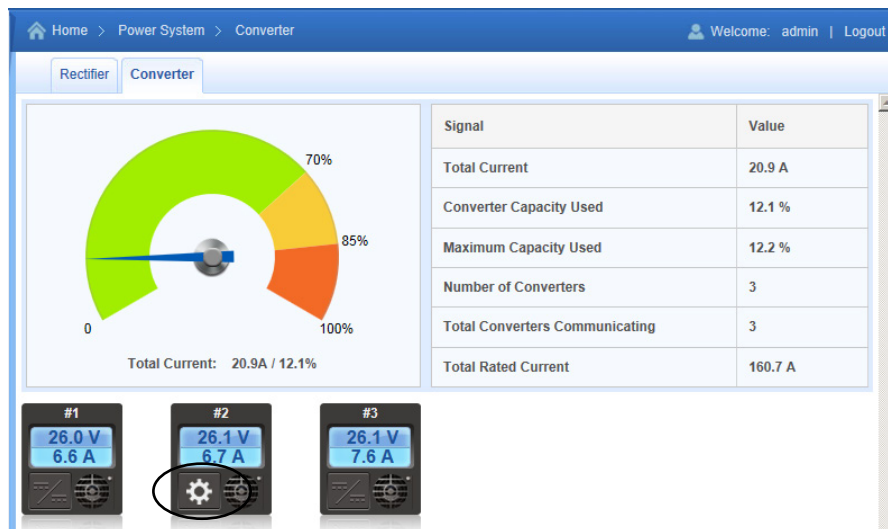 Home > Power System > Converter
Welcome: admin | Logout
Rectifier Converter
70%
85%
0
100%
Total Current: 20.9A / 12.1%
Signal Value
Total Current 20.9 A
Converter Capacity Used 12.1 %
Maximum Capacity Used 12.2 %
Number of Converters 3
Total Converters Communicating 3
Total Rated Current 160.7 A
#1 #2 #3
26.0 V 26.1 V 26.1 V
6.6 A 6.7 A 7.6 A